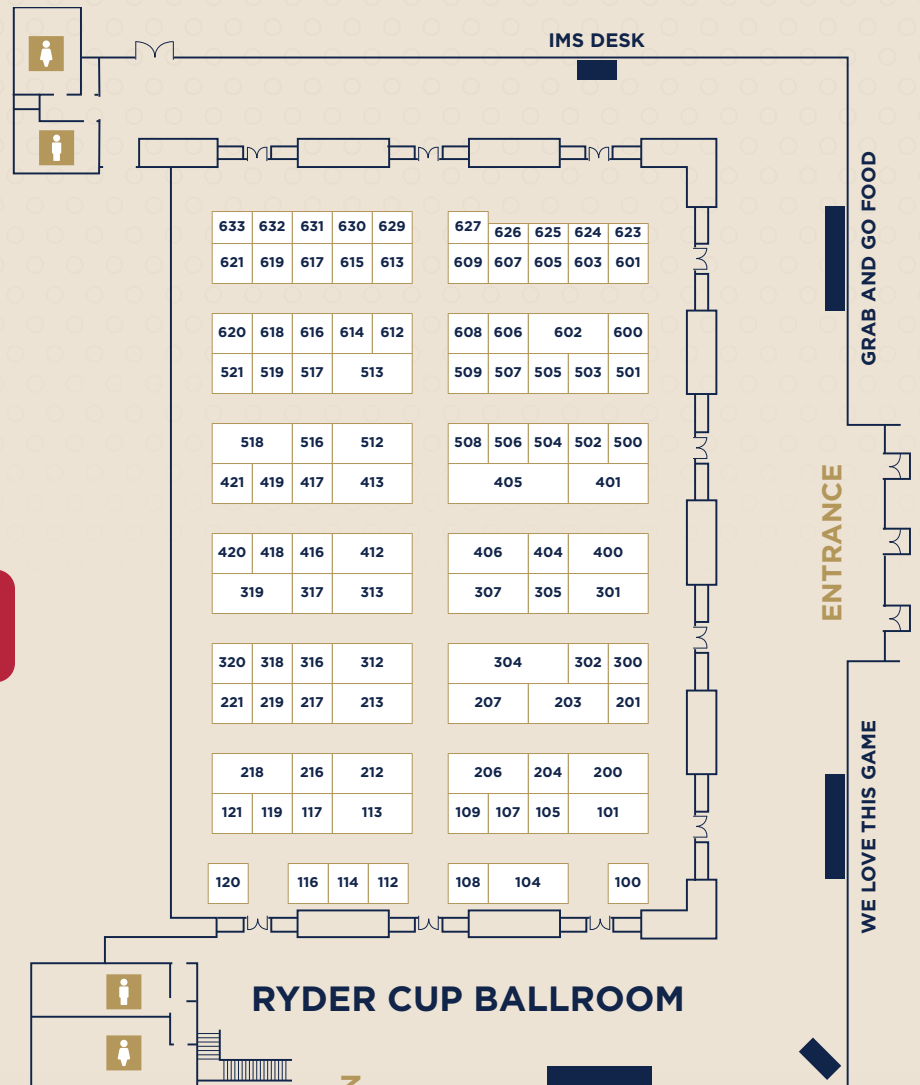 IMS DESK
GRAB AND GO FOOD
633 632 631 630 629 627 626 625 624 623
621 619 617 615 613 609 607 605 603 601
620 618 616 614 612 608 606 602 600
521 519 517 513 509 507 505 503 501
518 516 512 508 506 504 502 500
421 419 417 413 405 401
ENTRANCE
420 418 416 412 406 404 400
319 317 313 307 305 301
320 318 316 312 304 302 300
221 219 217 213 207 203 201
WE LOVE THIS GAME
218 216 212 206 204 200
121 119 117 113 109 107 105 101
120 116 114 112 108 104 100
RYDER CUP BALLROOM